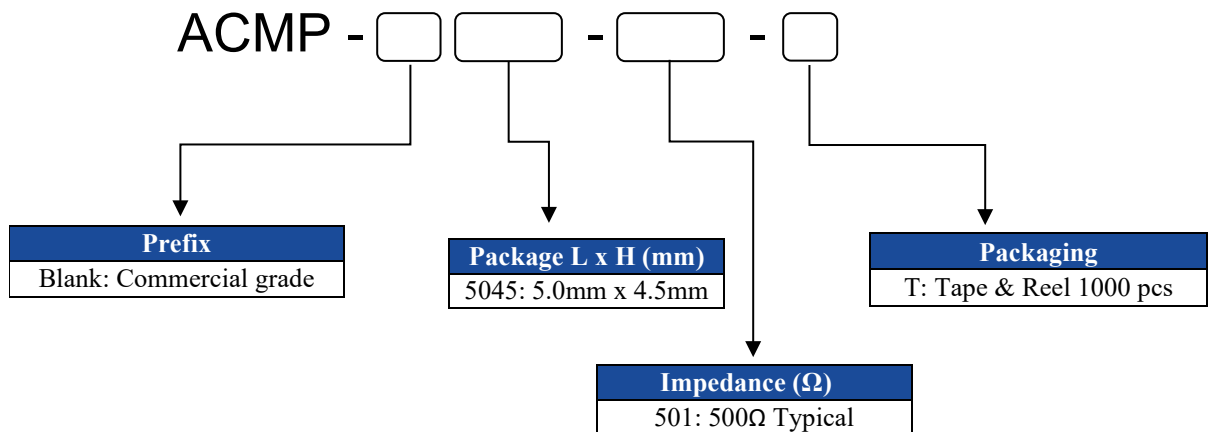 ACMP - - -
Prefix
Blank: Commercial grade
Package L x H (mm)
5045: 5.0mm x 4.5mm
Packaging
T: Tape & Reel 1000 pcs
Impedance (Ω)
501: 500Ω Typical